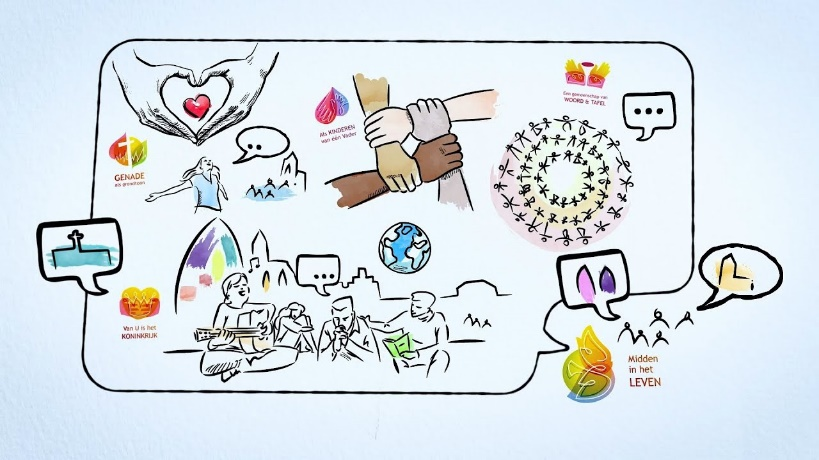 GENADE
als grondtoon
Als KINDEREN
van één Vader
Een gemeenschap van
WOORD & TAFEL
Van U is het
KONINKRIJK
Midden
in het
LEVEN